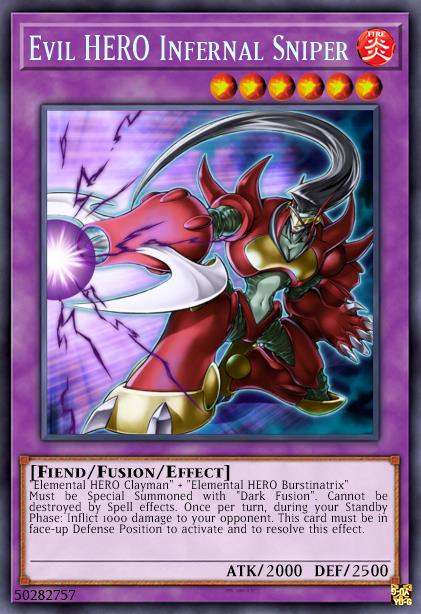 Evil HERO Infernal Sniper
FIRE
炎
[Fiend/Fusion/Effect]
"Elemental HERO Clayman" + "Elemental HERO Burstinatrix"
Must be Special Summoned with "Dark Fusion". Cannot be
destroyed by Spell effects. Once per turn, during your Standby
Phase: Inflict 1000 damage to your opponent. This card must be in
face-up Defense Position to activate and to resolve this effect.
ATK/2000 DEF/2500
50282757